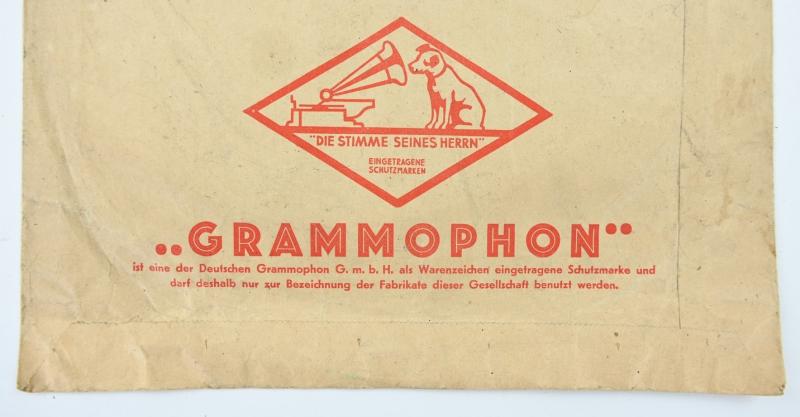 "DIE STIMME SEINES HERRN"
EINGETRAGENE
SCHUTZMARKEN
„GRAMMOPHON“
ist eine der Deutschen Grammophon G. m. b. H. als Warenzeichen eingetragene Schutzmarke und
darf deshalb nur zur Bezeichnung der Fabrikate dieser Gesellschaft benutzt werden.